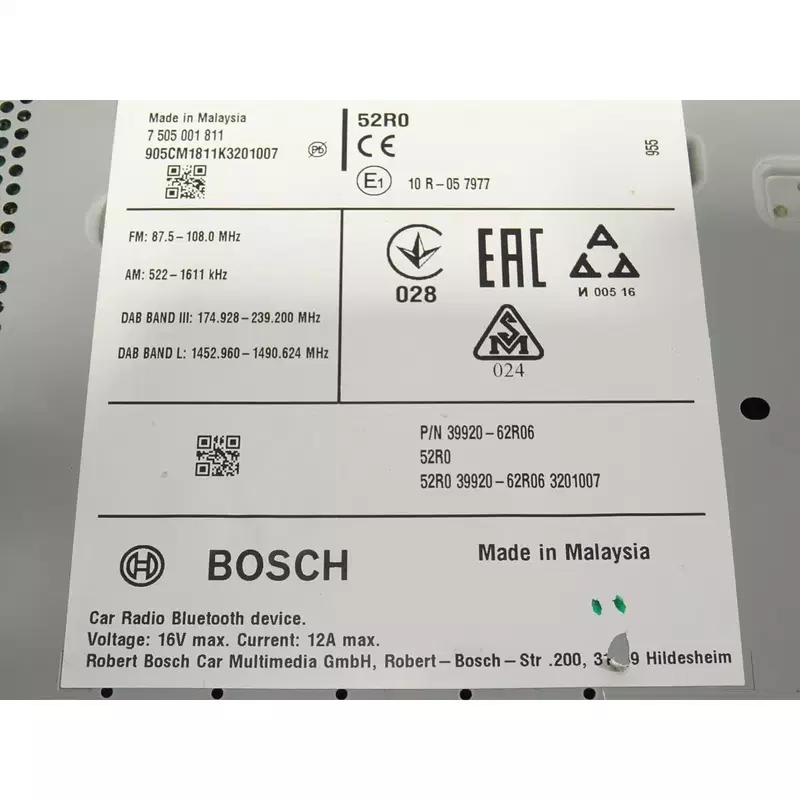 Made in Malaysia
7 505 001 811
905CM1811K3201007
Pb
52R0
CE
E1
10 R-05 7977
955
FM: 87.5-108.0 MHz
AM: 522-1611 kHz
DAB BAND III: 174.928-239.200 MHz
DAB BAND L: 1452.960-1490.624 MHz
028
EAC
И 005 16
SM
024
P/N 39920-62R06
52R0
52R0 39920-62R06 3201007
BOSCH
Made in Malaysia
Car Radio Bluetooth device.
Voltage: 16V max. Current: 12A max.
Robert Bosch Car Multimedia GmbH, Robert-Bosch-Str .200, Hildesheim